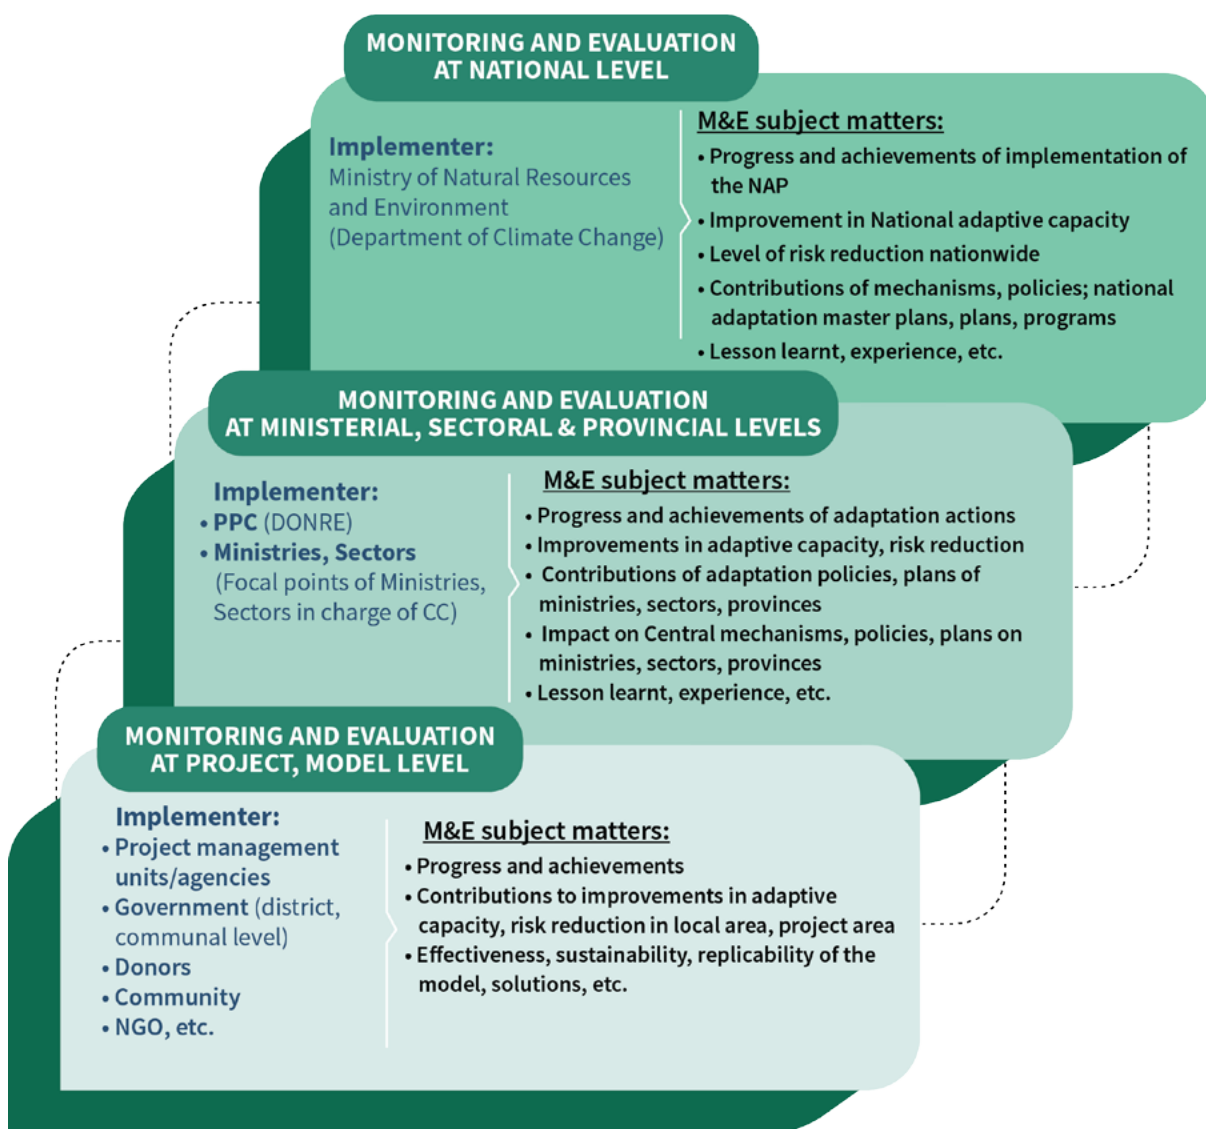 MONITORING AND EVALUATION
AT NATIONAL LEVEL
Implementer:
Ministry of Natural Resources
and Environment
(Department of Climate Change)
M&E subject matters:
• Progress and achievements of implementation of
the NAP
• Improvement in National adaptive capacity
• Level of risk reduction nationwide
• Contributions of mechanisms, policies; national
adaptation master plans, plans, programs
• Lesson learnt, experience, etc.
MONITORING AND EVALUATION
AT MINISTERIAL, SECTORAL & PROVINCIAL LEVELS
Implementer:
• PPC (DONRE)
• Ministries, Sectors
(Focal points of Ministries,
Sectors in charge of CC)
M&E subject matters:
• Progress and achievements of adaptation actions
• Improvements in adaptive capacity, risk reduction
• Contributions of adaptation policies, plans of
ministries, sectors, provinces
• Impact on Central mechanisms, policies, plans on
ministries, sectors, provinces
• Lesson learnt, experience, etc.
MONITORING AND EVALUATION
AT PROJECT, MODEL LEVEL
Implementer:
• Project management
units/agencies
• Government (district,
communal level)
• Donors
• Community
• NGO, etc.
M&E subject matters:
• Progress and achievements
• Contributions to improvements in adaptive
capacity, risk reduction in local area, project area
• Effectiveness, sustainability, replicability of the
model, solutions, etc.